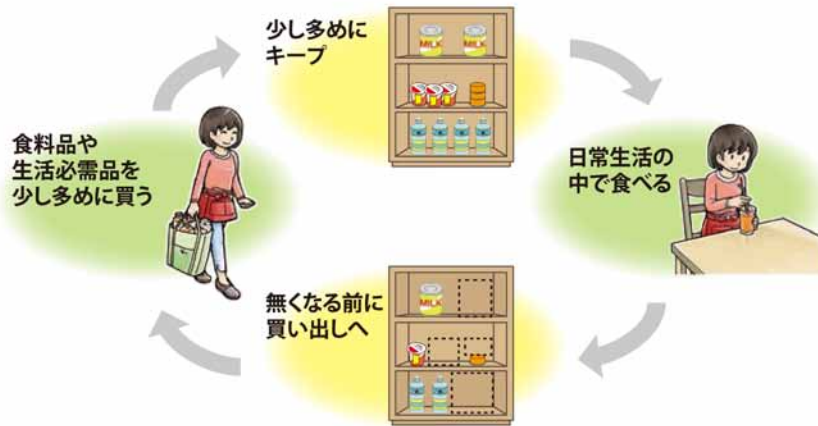 少し多めに
キープ
MILK
MILK
食料品や
生活必需品を
少し多めに買う
日常生活の
中で食べる
無くなる前に
買い出しへ
MILK